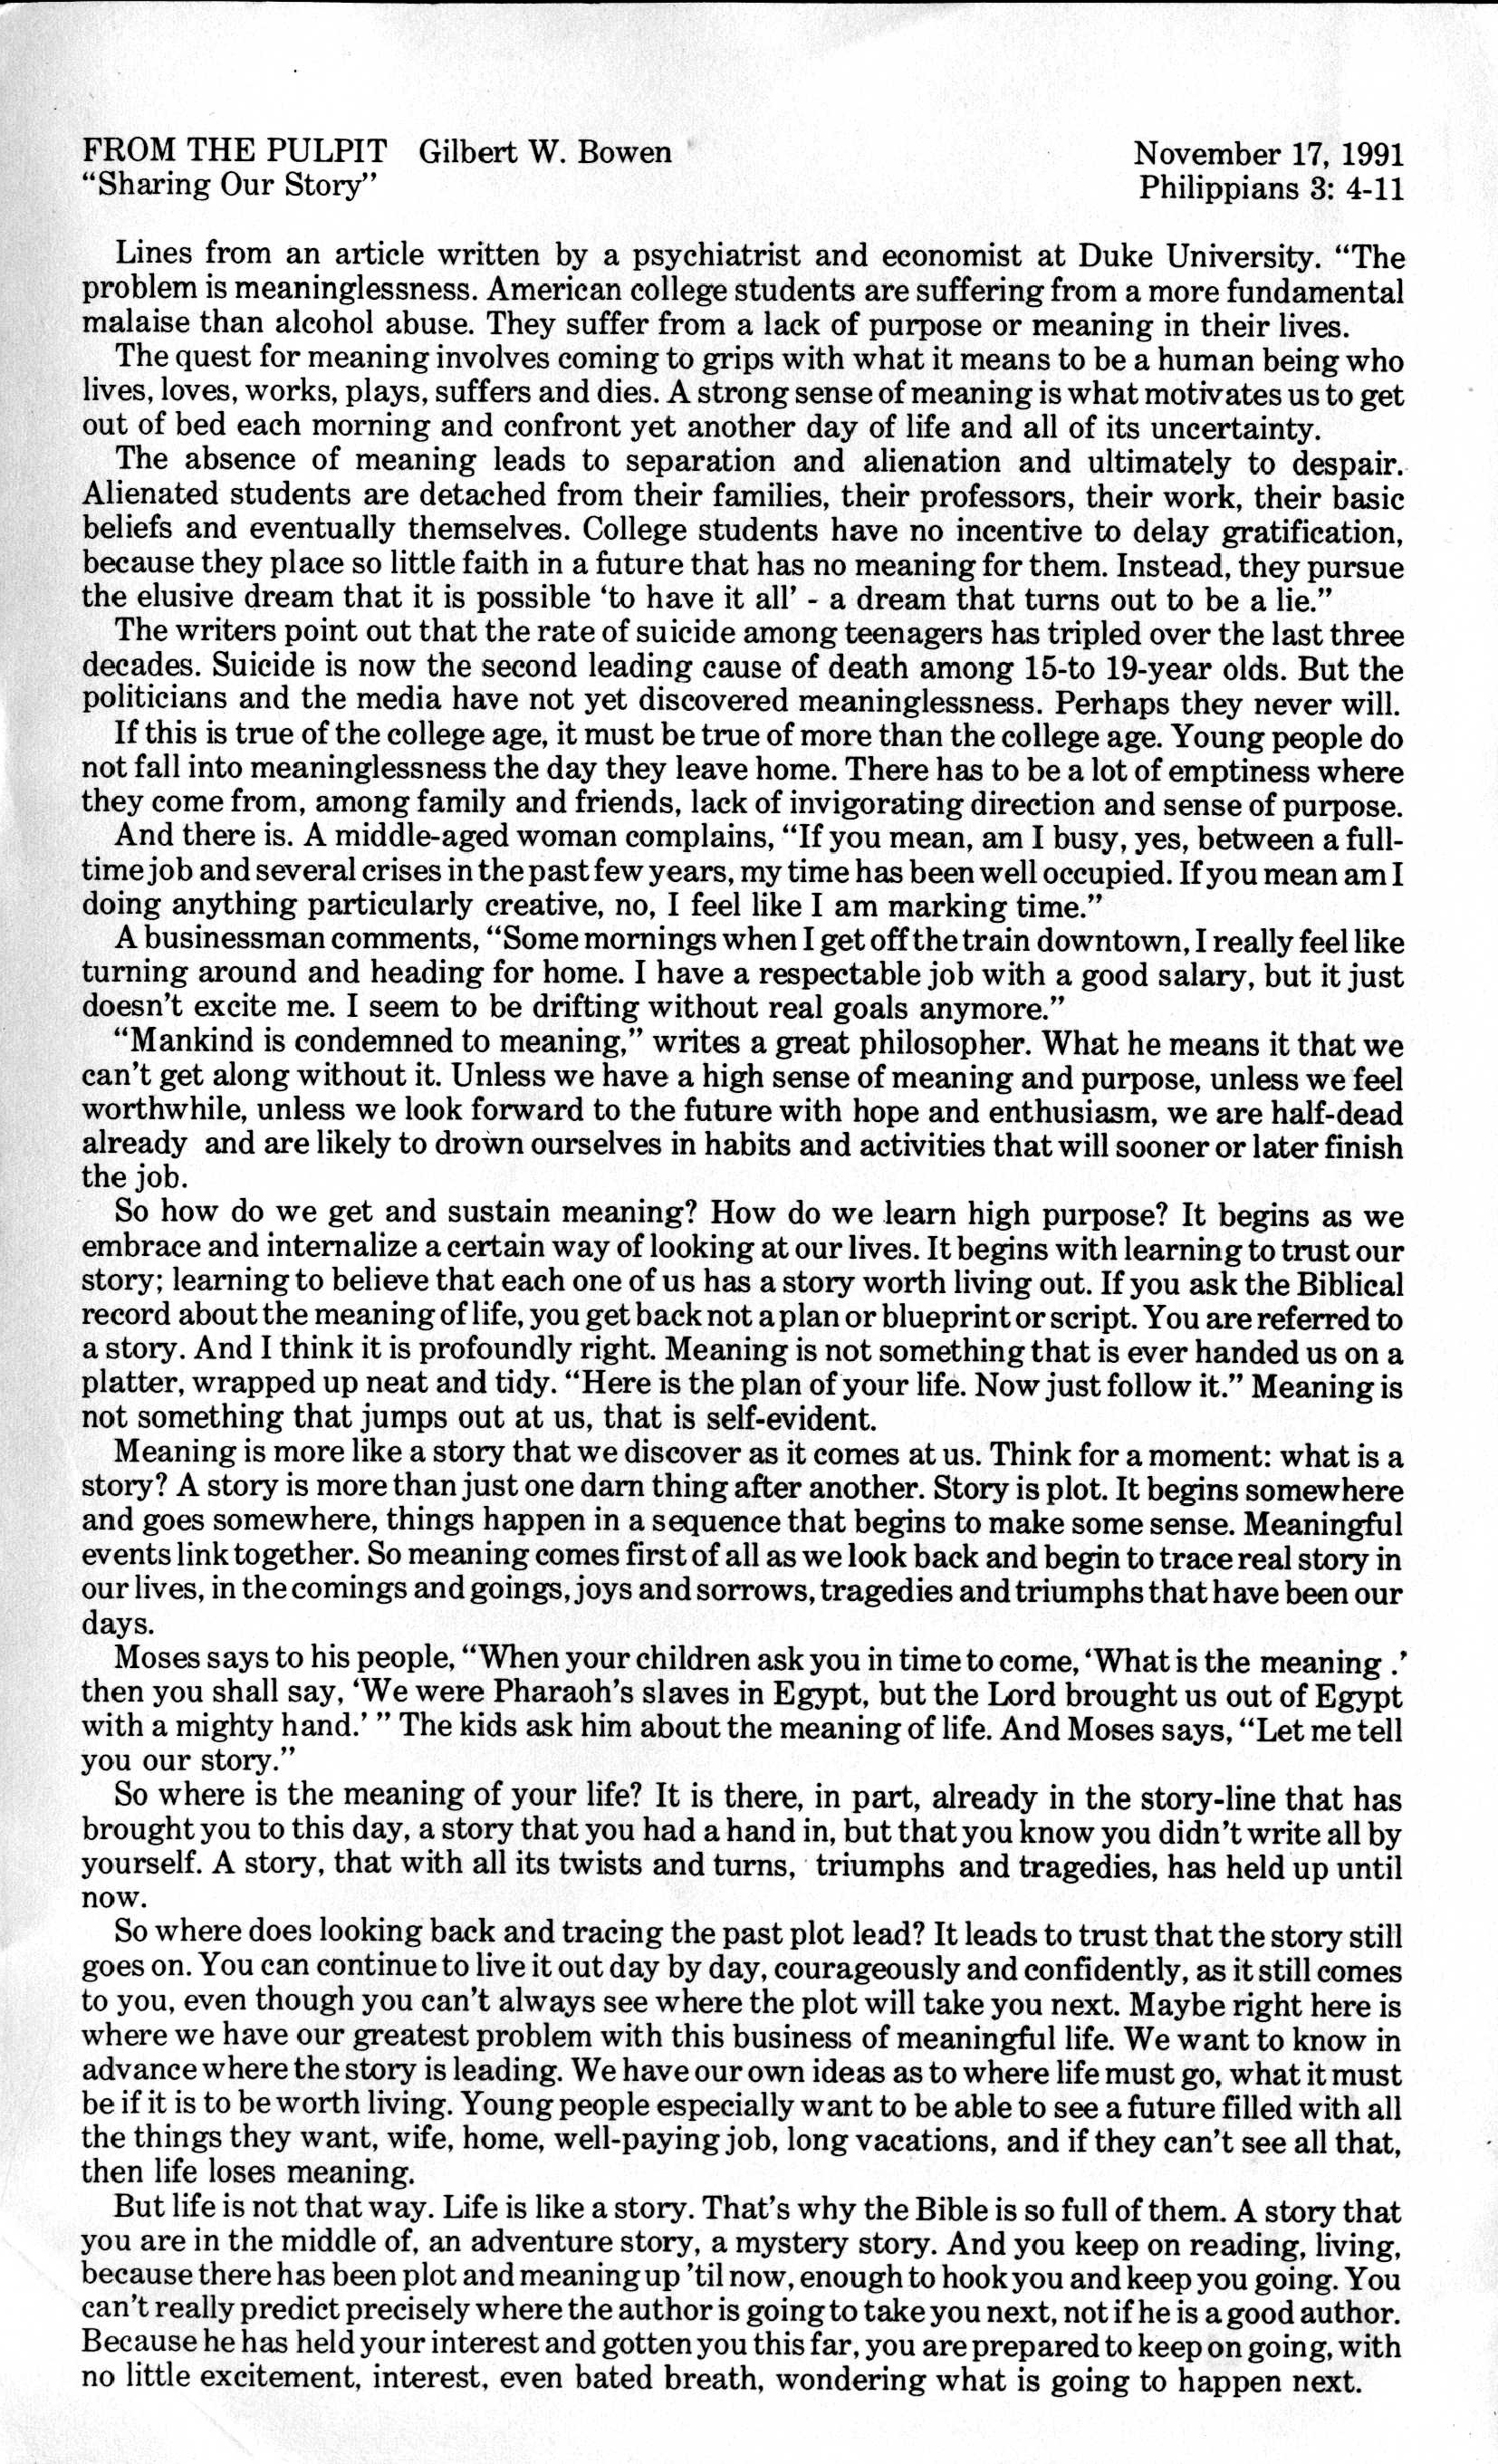 FROM THE PULPIT Gilbert W. Bowen November 17, 1991
“Sharing Our Story” Philippians 3: 4-11
Lines from an article written by a psychiatrist and economist at Duke University. “The
problem is meaninglessness. American college students are suffering from a more fundamental
malaise than alcohol abuse. They suffer from a lack of purpose or meaning in their lives.
The quest for meaning involves coming to grips with what it means to be a human being who
lives, loves, works, plays, suffers and dies. A strong sense of meaning is what motivates us to get
out of bed each morning and confront yet another day of life and all of its uncertainty.
The absence of meaning leads to separation and alienation and ultimately to despair.
Alienated students are detached from their families, their professors, their work, their basic
beliefs and eventually themselves. College students have no incentive to delay gratification,
because they place so little faith in a future that has no meaning for them. Instead, they pursue
the elusive dream that it is possible ‘to have it all’ - a dream that turns out to be a lie.”
The writers point out that the rate of suicide among teenagers has tripled over the last three
decades. Suicide is now the second leading cause of death among 15-to 19-year olds. But the
politicians and the media have not yet discovered meaninglessness. Perhaps they never will.
If this is true of the college age, it must be true of more than the college age. Young people do
not fall into meaninglessness the day they leave home. There has to be a lot of emptiness where
they come from, among family and friends, lack of invigorating direction and sense of purpose.
And there is. A middle-aged woman complains, “If you mean, am I busy, yes, between a full-
time job and several crises in the past few years, my time has been well occupied. If you mean am I
doing anything particularly creative, no, I feel like I am marking time.”
A businessman comments, “Some mornings when I get off the train downtown, I really feel like
turning around and heading for home. I have a respectable job with a good salary, but it just
doesn’t excite me. I seem to be drifting without real goals anymore.”
“Mankind is condemned to meaning,” writes a great philosopher. What he means it that we
can’t get along without it. Unless we have a high sense of meaning and purpose, unless we feel
worthwhile, unless we look forward to the future with hope and enthusiasm, we are half-dead
already and are likely to drown ourselves in habits and activities that will sooner or later finish
the job.
So how do we get and sustain meaning? How do we learn high purpose? It begins as we
embrace and internalize a certain way of looking at our lives. It begins with learning to trust our
story; learning to believe that each one of us has a story worth living out. If you ask the Biblical
record about the meaning of life, you get back not a plan or blueprint or script. You are referred to
a story. And I think it is profoundly right. Meaning is not something that is ever handed us on a
platter, wrapped up neat and tidy. “Here is the plan of your life. Now just follow it.” Meaning is
not something that jumps out at us, that is self-evident.
Meaning is more like a story that we discover as it comes at us. Think for a moment: what is a
story? A story is more than just one darn thing after another. Story is plot. It begins somewhere
and goes somewhere, things happen in a sequence that begins to make some sense. Meaningful
events link together. So meaning comes first of all as we look back and begin to trace real story in
our lives, in the comings and goings, joys and sorrows, tragedies and triumphs that have been our
days.
Moses says to his people, “When your children ask you in time to come, ‘What is the meaning .’
then you shall say, ‘We were Pharaoh’s slaves in Egypt, but the Lord brought us out of Egypt
with a mighty hand.’ ” The kids ask him about the meaning of life. And Moses says, “Let me tell
you our story.”
So where is the meaning of your life? It is there, in part, already in the story-line that has
brought you to this day, a story that you had a hand in, but that you know you didn’t write all by
yourself. A story, that with all its twists and turns, triumphs and tragedies, has held up until
now.
So where does looking back and tracing the past plot lead? It leads to trust that the story still
goes on. You can continue to live it out day by day, courageously and confidently, as it still comes
to you, even though you can’t always see where the plot will take you next. Maybe right here is
where we have our greatest problem with this business of meaningful life. We want to know in
advance where the story is leading. We have our own ideas as to where life must go, what it must
be if it is to be worth living. Young people especially want to be able to see a future filled with all
the things they want, wife, home, well-paying job, long vacations, and if they can’t see all that,
then life loses meaning.
But life is not that way. Life is like a story. That’s why the Bible is so full of them. A story that
you are in the middle of, an adventure story, a mystery story. And you keep on reading, living,
because there has been plot and meaning up ’til now, enough to hook you and keep you going. You
can’t really predict precisely where the author is going to take you next, not if he is a good author.
Because he has held your interest and gotten you this far, you are prepared to keep on going, with
no little excitement, interest, even bated breath, wondering what is going to happen next.